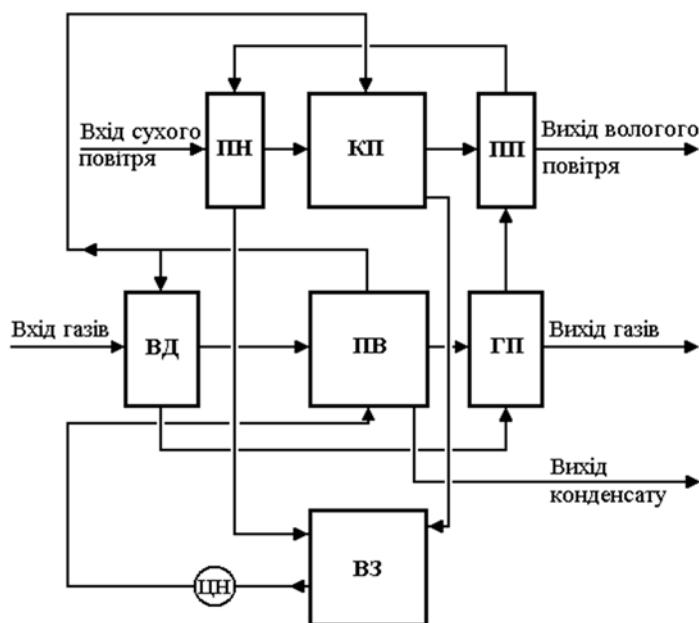 Вхід сухого
повітря
ПН
КП
ПП
Вихід вологого
повітря
Вхід газів
ВД
ПВ
ГП
Вихід газів
Вихід
конденсату
ВЗ
ЦН